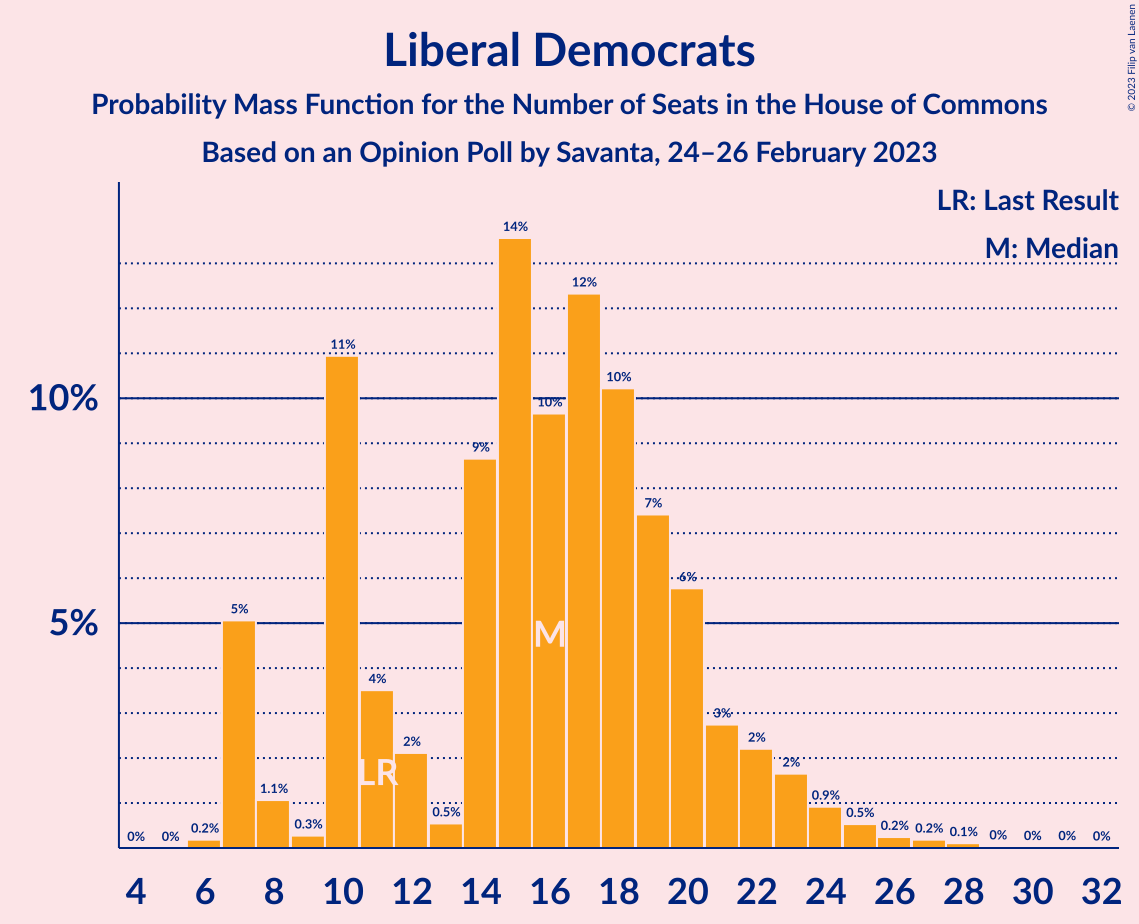 Liberal Democrats
Probability Mass Function for the Number of Seats in the House of Commons
Based on an Opinion Poll by Savanta, 24–26 February 2023
© 2023 Filip van Laenen
LR: Last Result
M: Median
10%
5%
0% 0% 0.2% 5% 1.1% 0.3% 11% 4% 2% 0.5% 9% 14% 10% 12% 10% 7% 6% 3% 2% 2% 0.9% 0.5% 0.2% 0.2% 0.1% 0% 0% 0% 0%
M
LR
4 6 8 10 12 14 16 18 20 22 24 26 28 30 32